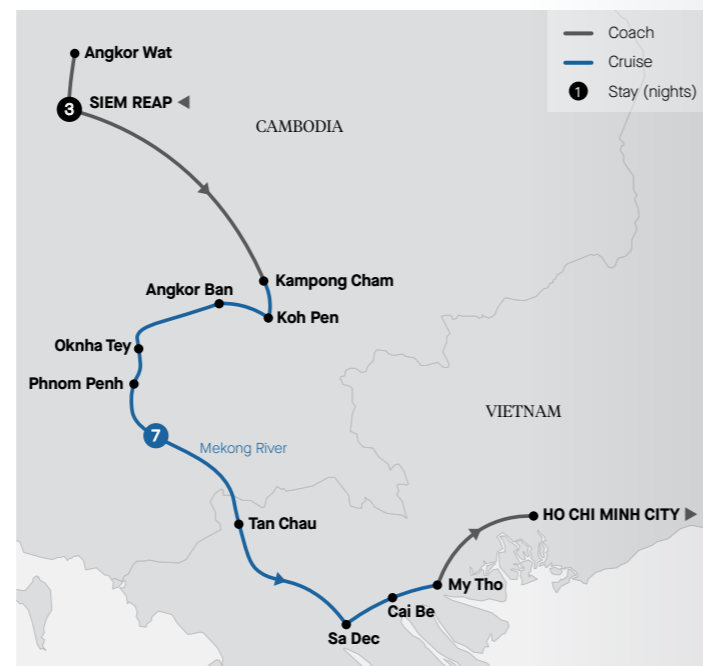 Coach
Cruise
1 Stay (nights)
Angkor Wat
3 SIEM REAP
CAMBODIA
Kampong Cham
Angkor Ban
Koh Pen
Oknha Tey
Phnom Penh
VIETNAM
7
Mekong River
HO CHI MINH CITY
Tan Chau
My Tho
Cai Be
Sa Dec